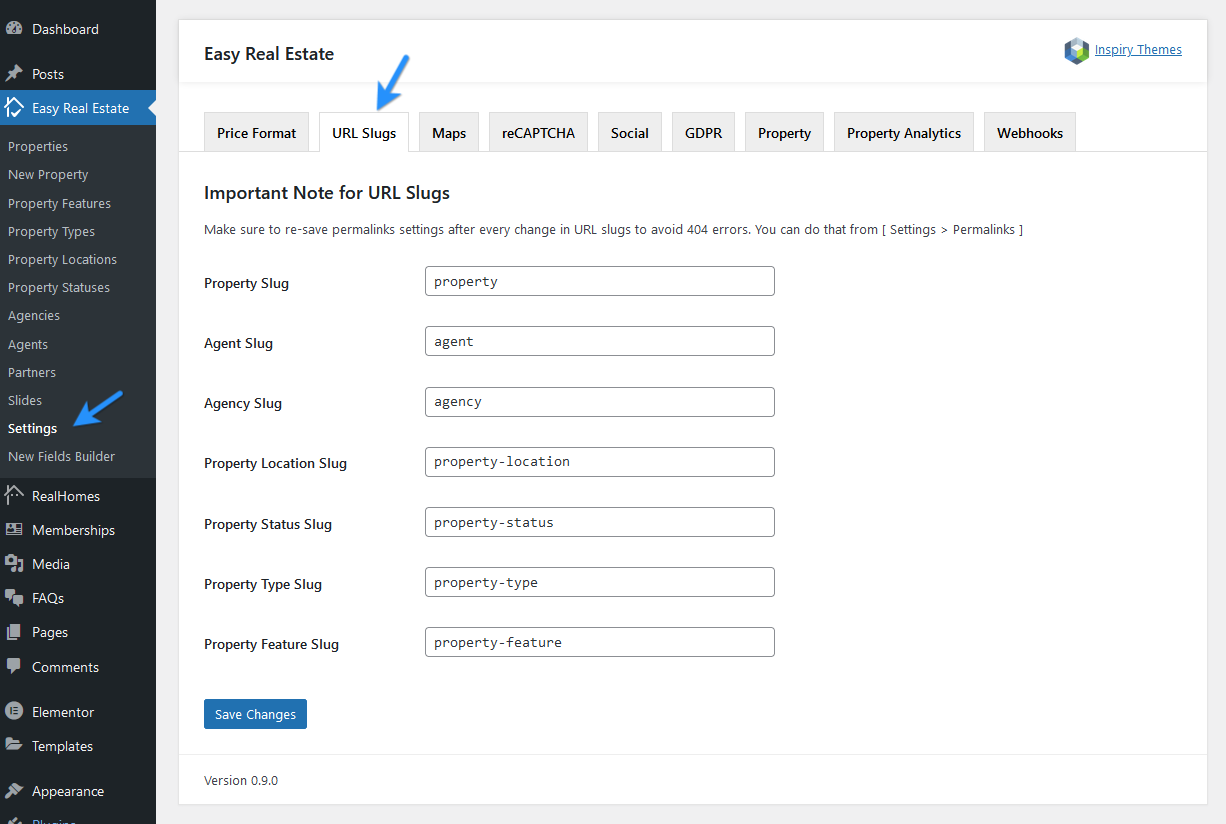 Dashboard
Posts
Easy Real Estate
Properties
New Property
Property Features
Property Types
Property Locations
Property Statuses
Agencies
Agents
Partners
Slides
Settings
New Fields Builder
RealHomes
Memberships
Media
FAQs
Pages
Comments
Elementor
Templates
Appearance
Plugins
Easy Real Estate
Inspiry Themes
Price Format
URL Slugs
Maps
reCAPTCHA
Social
GDPR
Property
Property Analytics
Webhooks
Important Note for URL Slugs
Make sure to re-save permalinks settings after every change in URL slugs to avoid 404 errors. You can do that from [ Settings > Permalinks ]
Property Slug
property
Agent Slug
agent
Agency Slug
agency
Property Location Slug
property-location
Property Status Slug
property-status
Property Type Slug
property-type
Property Feature Slug
property-feature
Save Changes
Version 0.9.0